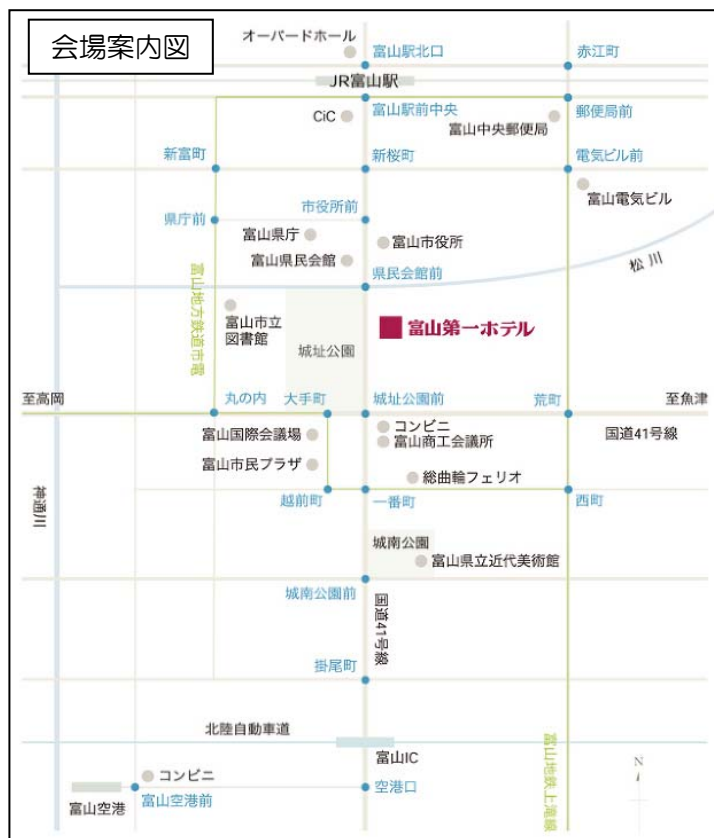 会場案内図
オーバードホール
富山駅北口
赤江町
JR富山駅
CiC
富山駅前中央
富山中央郵便局
郵便局前
新富町
新桜町
電気ビル前
富山電気ビル
県庁前
市役所前
富山県庁
富山市役所
富山県民会館
県民会館前
松川
富山地方鉄道市電
富山市立
図書館
城址公園
富山第一ホテル
至高岡
丸の内
大手町
城址公園前
荒町
至魚津
コンビニ
富山国際会議場
富山商工会議所
国道41号線
富山市民プラザ
総曲輪フェリオ
神通川
越前町
一番町
西町
城南公園
富山県立近代美術館
城南公園前
国道41号線
掛尾町
北陸自動車道
富山IC
富山地鉄上滝線
N
コンビニ
富山空港
富山空港前
空港口